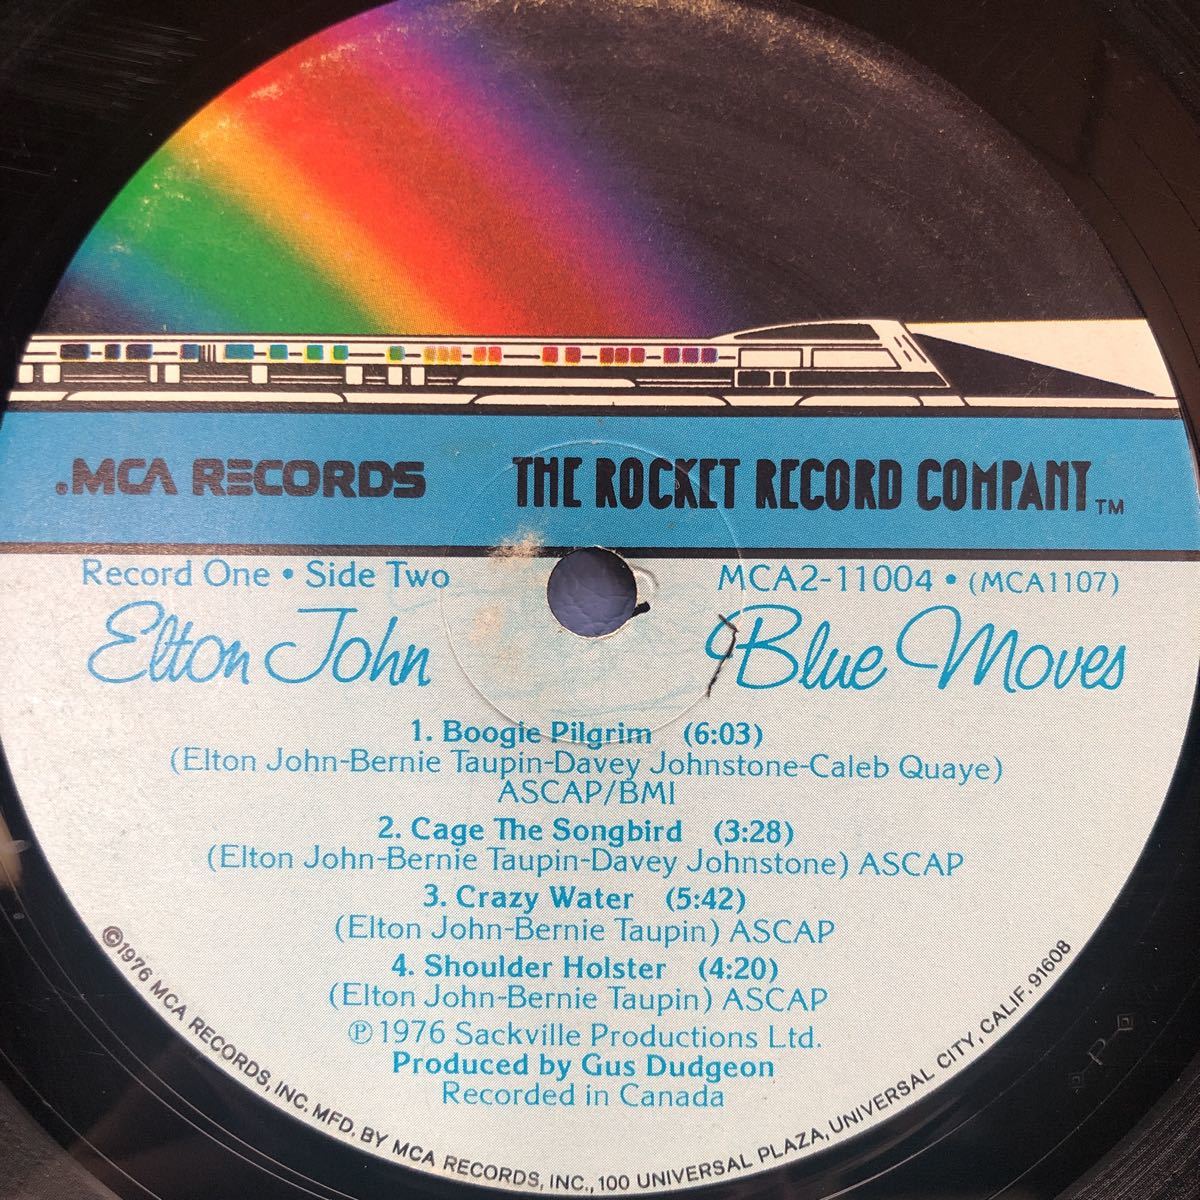 MCA RECORDS
THE ROCKET RECORD COMPANY™
Record One • Side Two
MCA2-11004 • (MCA1107)
Elton John
Blue Moves
1. Boogie Pilgrim (6:03)
(Elton John-Bernie Taupin-Davey Johnstone-Caleb Quaye)
ASCAP/BMI
2. Cage The Songbird (3:28)
(Elton John-Bernie Taupin-Davey Johnstone) ASCAP
3. Crazy Water (5:42)
(Elton John-Bernie Taupin) ASCAP
4. Shoulder Holster (4:20)
(Elton John-Bernie Taupin) ASCAP
℗1976 Sackville Productions Ltd.
Produced by Gus Dudgeon
Recorded in Canada
©1976 MCA RECORDS, INC. MFD. BY MCA RECORDS, INC., 100 UNIVERSAL PLAZA, UNIVERSAL CITY, CALIF. 91608